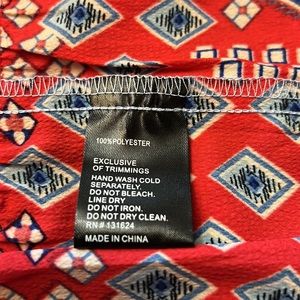 100% POLYESTER
EXCLUSIVE
OF TRIMMINGS
HAND WASH COLD
SEPARATELY.
DO NOT BLEACH.
LINE DRY
DO NOT IRON.
DO NOT DRY CLEAN.
RN # 131624
MADE IN CHINA